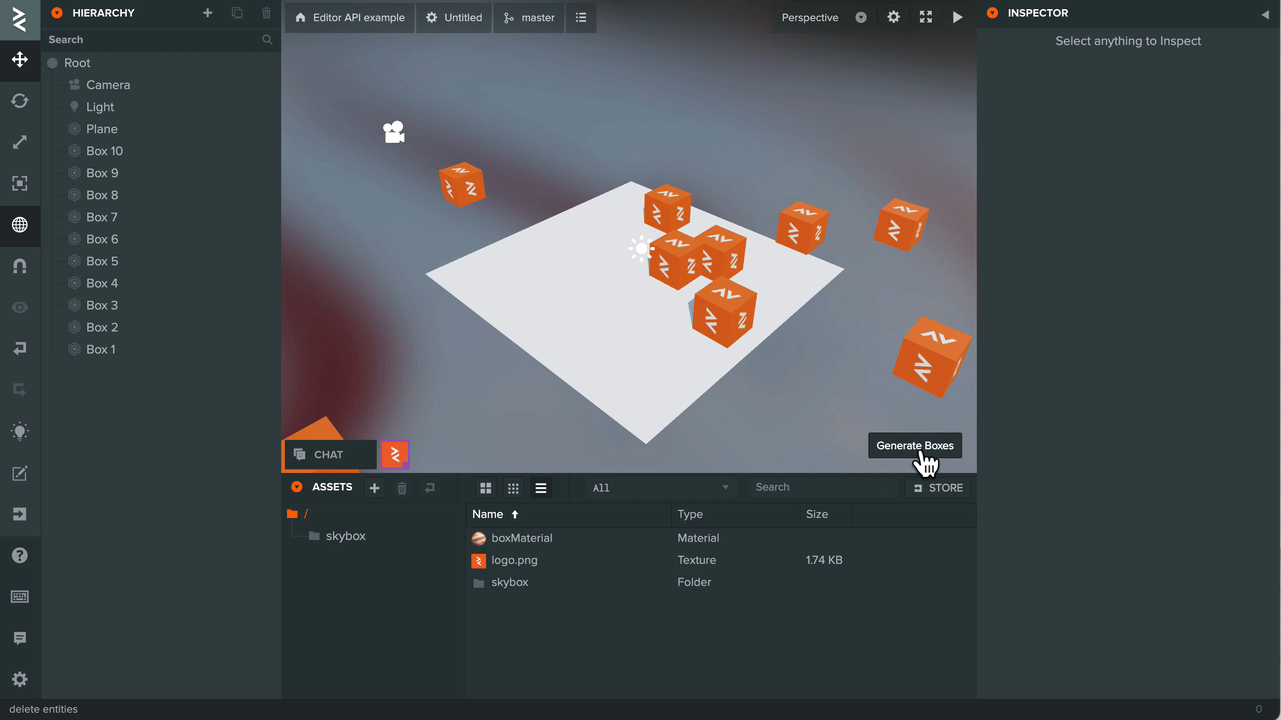 HIERARCHY
Search
Root
Camera
Light
Plane
Box 10
Box 9
Box 8
Box 7
Box 6
Box 5
Box 4
Box 3
Box 2
Box 1
Editor API example
Untitled
master
Perspective
Generate Boxes
CHAT
ASSETS
All
Search
STORE
/
skybox
Name
Type
Size
boxMaterial
Material
logo.png
Texture
1.74 KB
skybox
Folder
INSPECTOR
Select anything to Inspect
delete entities
0